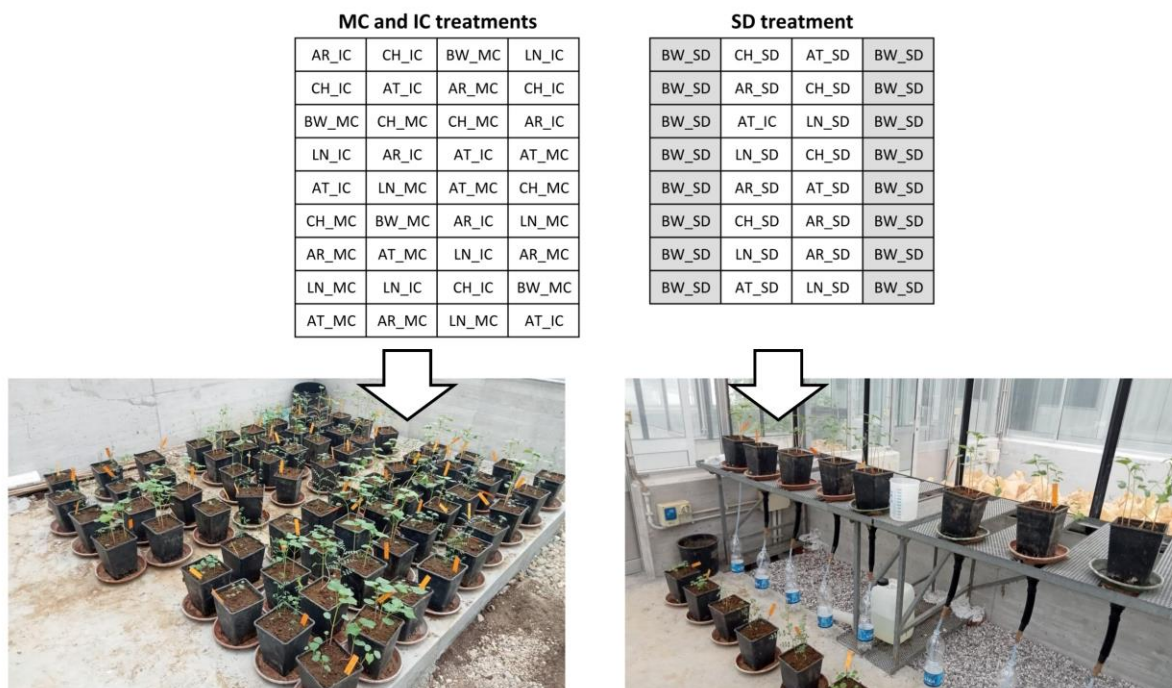 MC and IC treatments
AR_IC CH_IC BW_MC LN_IC
CH_IC AT_IC AR_MC CH_IC
BW_MC CH_MC CH_MC AR_IC
LN_IC AR_IC AT_IC AT_MC
AT_IC LN_MC AT_MC CH_MC
CH_MC BW_MC AR_IC LN_MC
AR_MC AT_MC LN_IC AR_MC
LN_MC LN_IC CH_IC BW_MC
AT_MC AR_MC LN_MC AT_IC
SD treatment
BW_SD CH_SD AT_SD BW_SD
BW_SD AR_SD CH_SD BW_SD
BW_SD AT_IC LN_SD BW_SD
BW_SD LN_SD CH_SD BW_SD
BW_SD AR_SD AT_SD BW_SD
BW_SD CH_SD AR_SD BW_SD
BW_SD LN_SD AR_SD BW_SD
BW_SD AT_SD LN_SD BW_SD